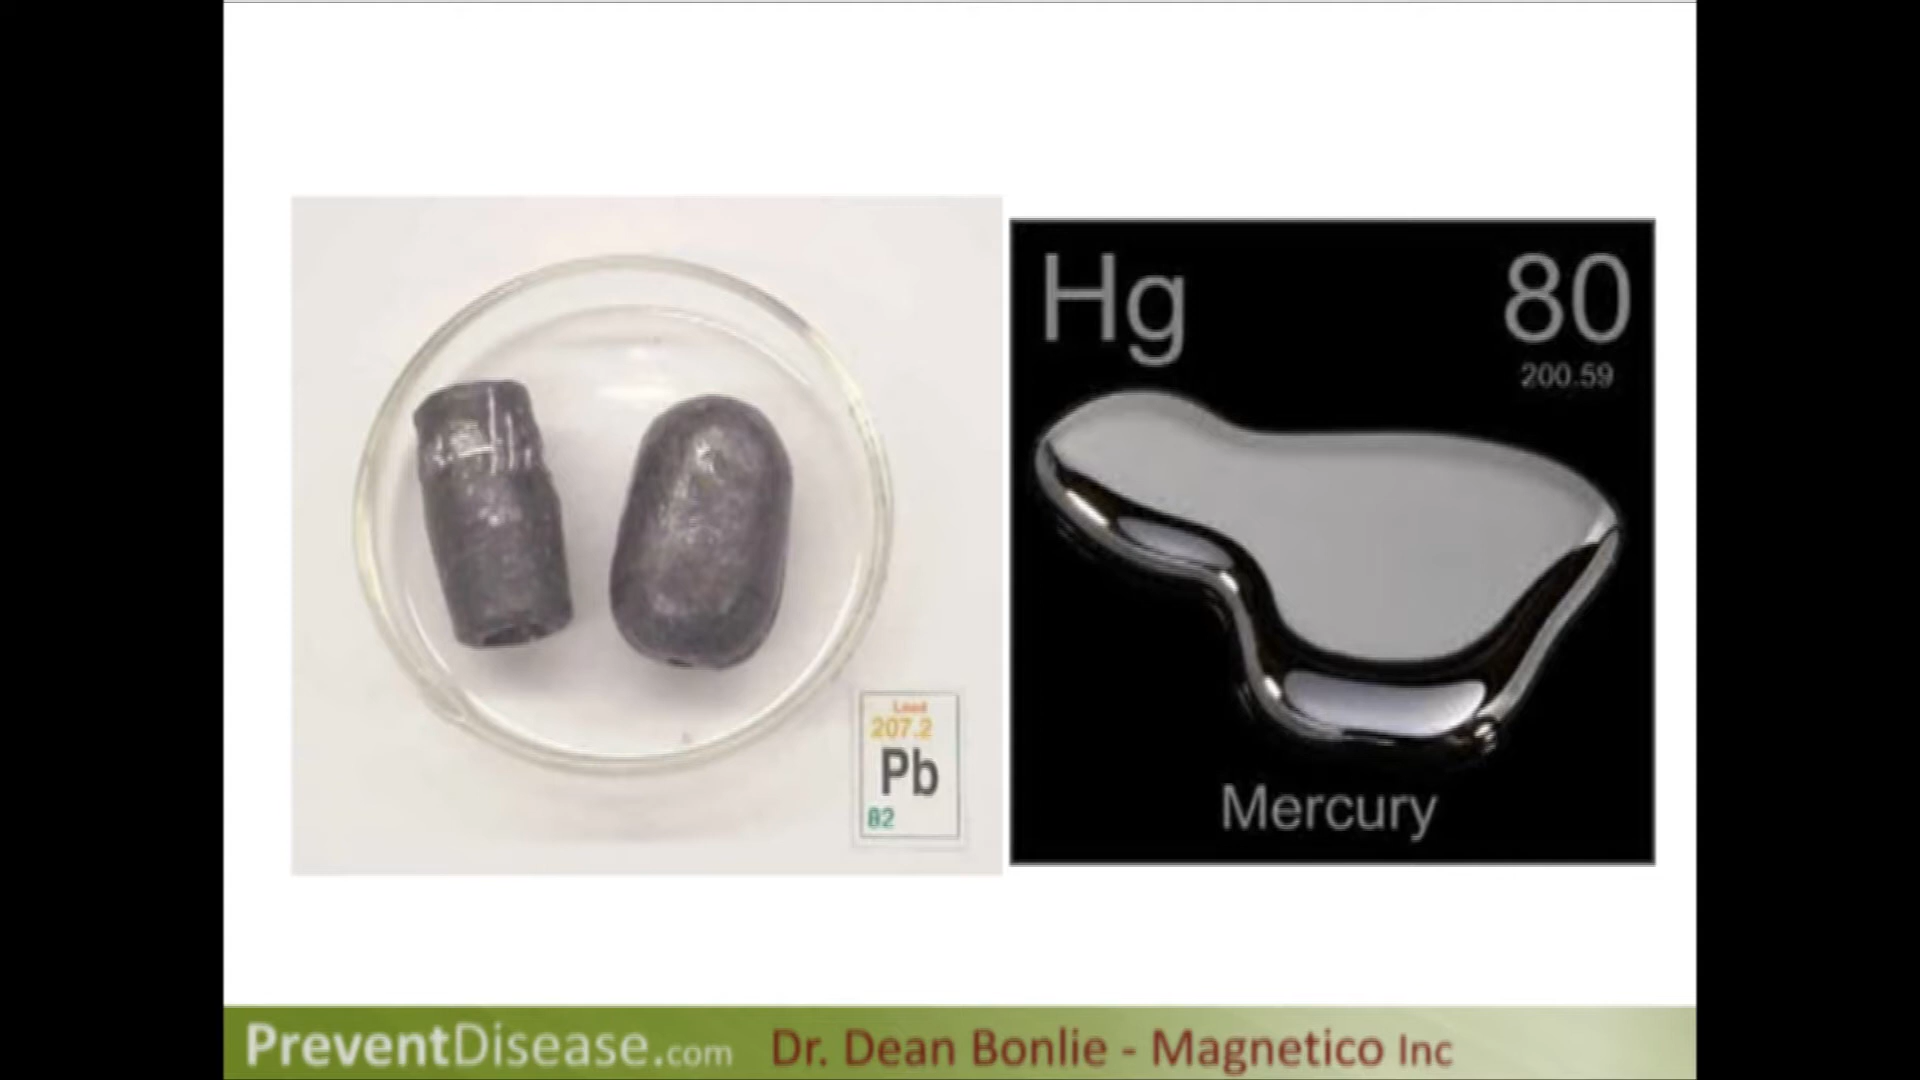 Lead
207.2
Pb
82
Hg 80
200.59
Mercury
PreventDisease.com Dr. Dean Bonlie - Magnetico Inc